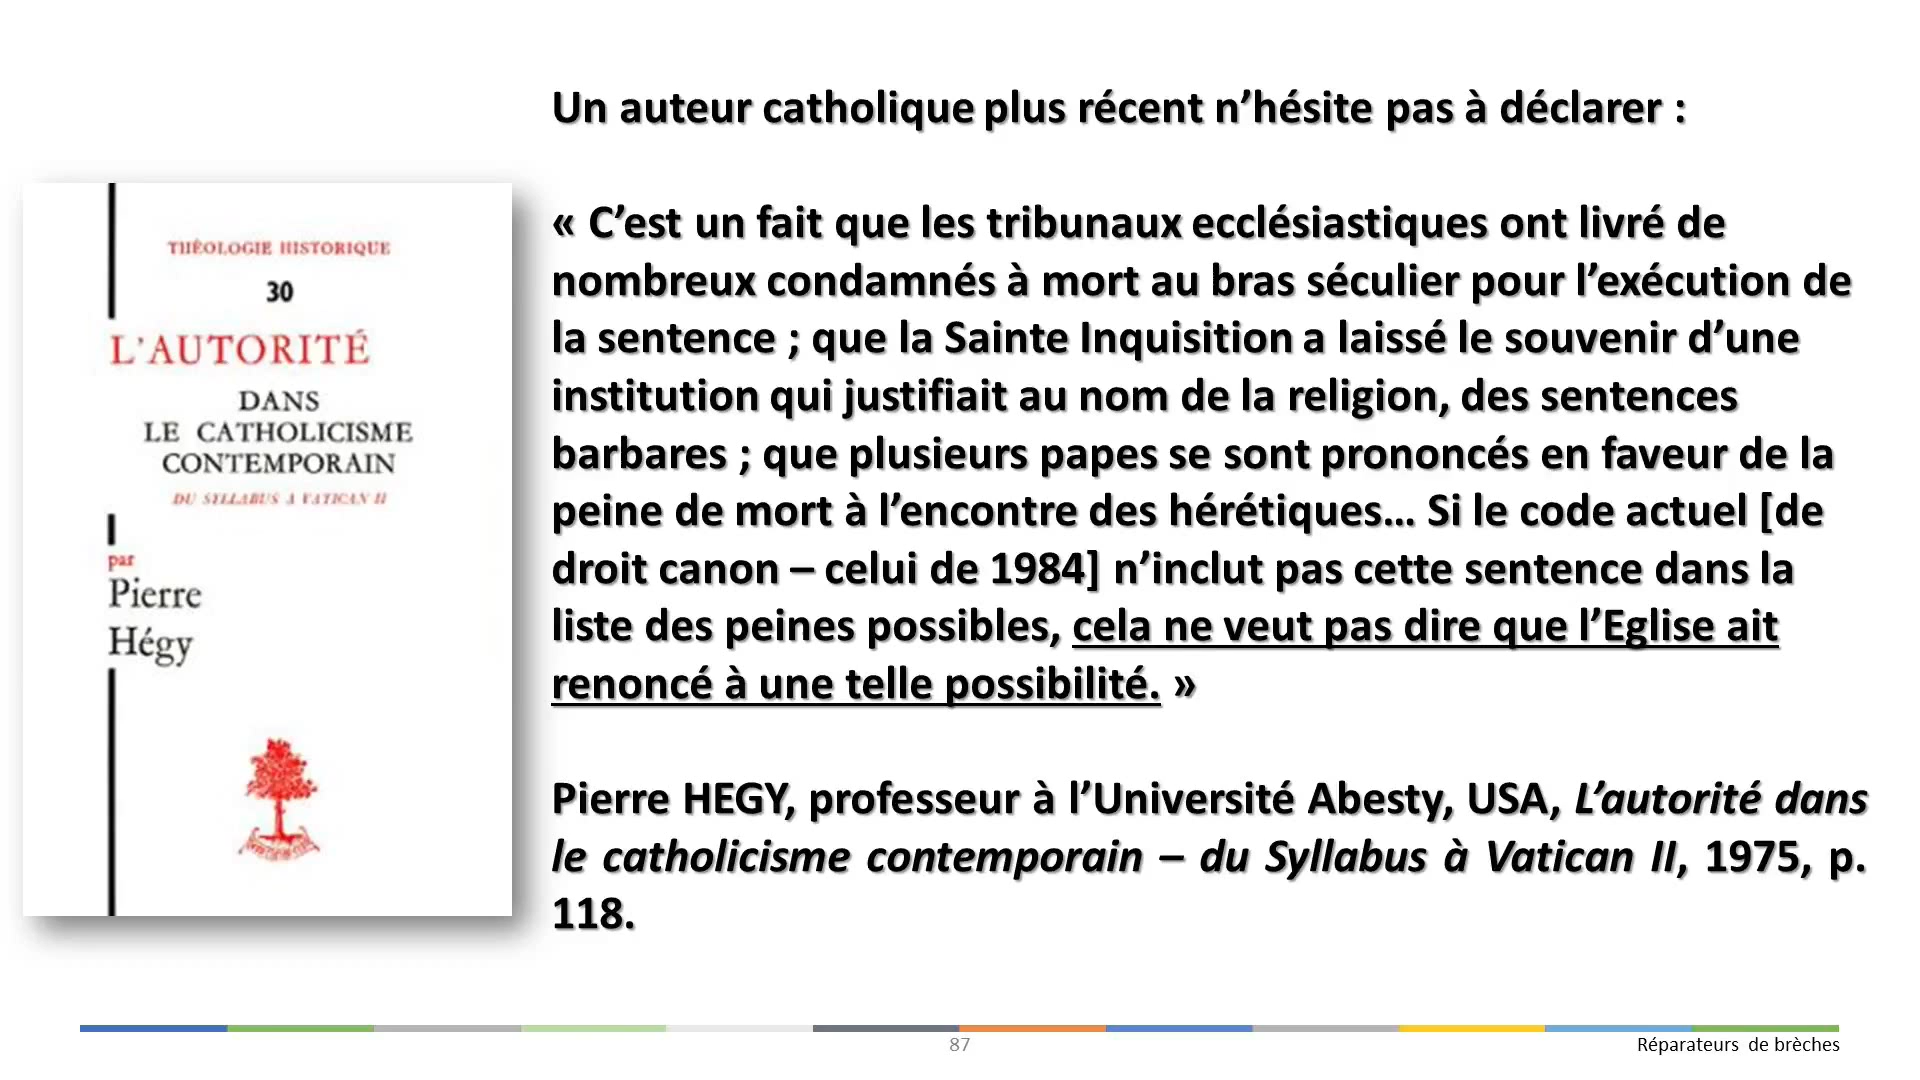 Un auteur catholique plus récent n’hésite pas à déclarer :
« C’est un fait que les tribunaux ecclésiastiques ont livré de
nombreux condamnés à mort au bras séculier pour l’exécution de
la sentence ; que la Sainte Inquisition a laissé le souvenir d’une
institution qui justifiait au nom de la religion, des sentences
barbares ; que plusieurs papes se sont prononcés en faveur de la
peine de mort à l’encontre des hérétiques… Si le code actuel [de
droit canon – celui de 1984] n’inclut pas cette sentence dans la
liste des peines possibles, cela ne veut pas dire que l’Eglise ait
renoncé à une telle possibilité. »
Pierre HEGY, professeur à l’Université Abesty, USA, L’autorité dans
le catholicisme contemporain – du Syllabus à Vatican II, 1975, p.
118.
THÉOLOGIE HISTORIQUE
30
L'AUTORITÉ
DANS
LE CATHOLICISME
CONTEMPORAIN
DU SYLLABUS A VATICAN II
par
Pierre
Hégy
87
Réparateurs de brèches